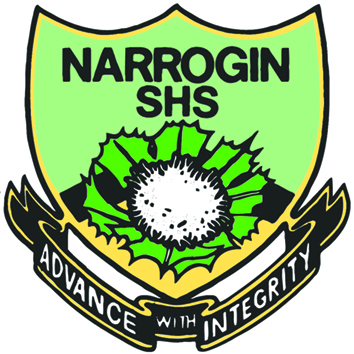 NARROGIN
SHS
ADVANCE WITH INTEGRITY